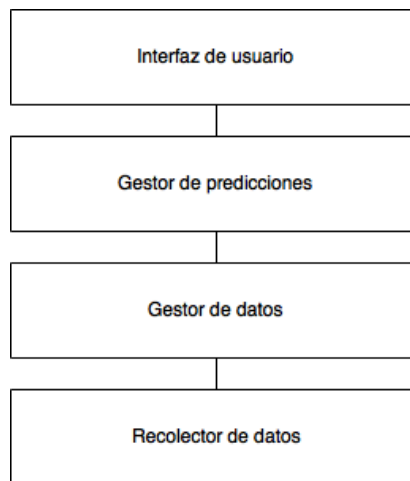 Interfaz de usuario
Gestor de predicciones
Gestor de datos
Recolector de datos